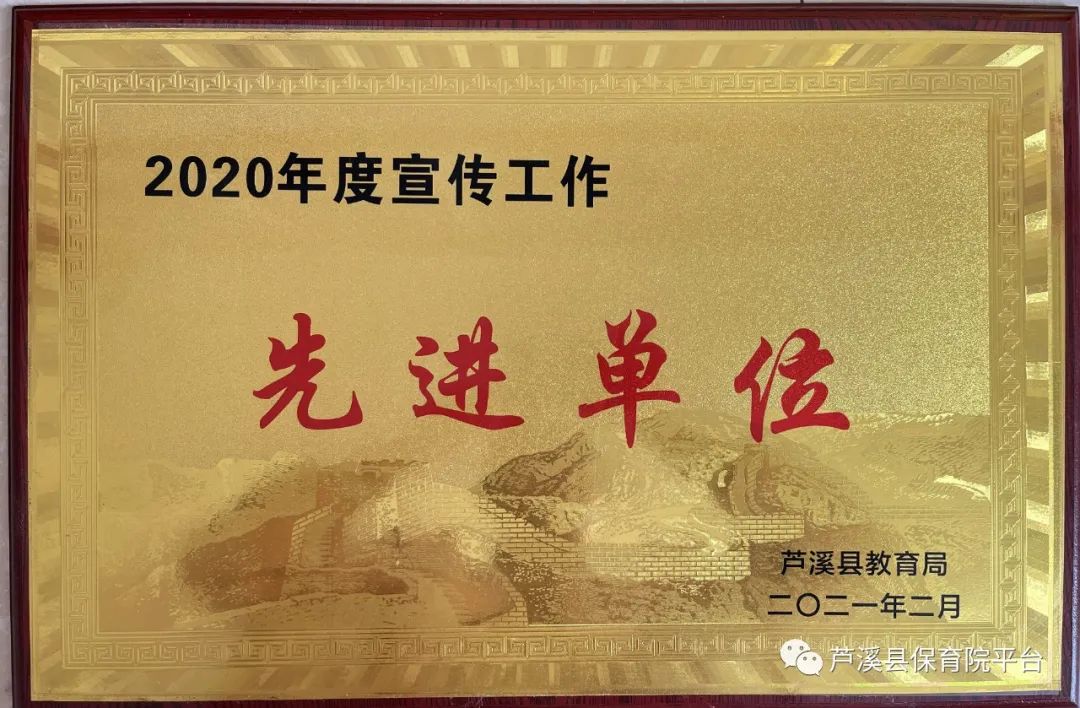 2020年度宣传工作
先进单位
芦溪县教育局
二〇二一年二月
芦溪县保育院平台